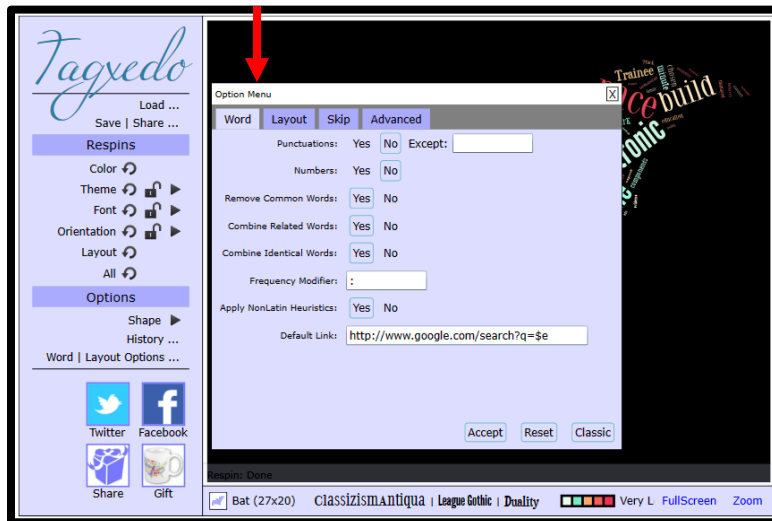 Tagxedo
Load ...
Save | Share ...
Respins
Color
Theme
Font
Orientation
Layout
All
Options
Shape
History ...
Word | Layout Options ...
Twitter Facebook
Share Gift
Option Menu X
Word Layout Skip Advanced
Punctuations: Yes No Except:
Numbers: Yes No
Remove Common Words: Yes No
Combine Related Words: Yes No
Combine Identical Words: Yes No
Frequency Modifier: :
Apply NonLatin Heuristics: Yes No
Default Link: http://www.google.com/search?q=$e
Accept Reset Classic
Trainee
minute
build
education
competences
Respin: Done
Bat (27x20) ClassizismAntiqua | League Gothic | Duality Very L FullScreen Zoom